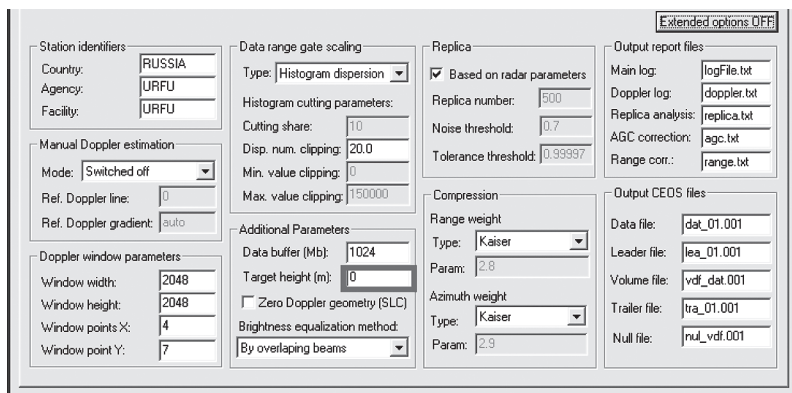 Extended options OFF
Station identifiers
Country: RUSSIA
Agency: URFU
Facility: URFU
Manual Doppler estimation
Mode: Switched off
Ref. Doppler line: 0
Ref. Doppler gradient: auto
Doppler window parameters
Window width: 2048
Window height: 2048
Window points X: 4
Window point Y: 7
Data range gate scaling
Type: Histogram dispersion
Histogram cutting parameters:
Cutting share: 10
Disp. num. clipping: 20.0
Min. value clipping: 0
Max. value clipping: 150000
Additional Parameters
Data buffer (Mb): 1024
Target height (m): 0
Zero Doppler geometry (SLC)
Brightness equalization method:
By overlaping beams
Replica
Based on radar parameters
Replica number: 500
Noise threshold: 0.7
Tolerance threshold: 0.99997
Compression
Range weight
Type: Kaiser
Param: 2.8
Azimuth weight
Type: Kaiser
Param: 2.9
Output report files
Main log: logFile.txt
Doppler log: doppler.txt
Replica analysis: replica.txt
AGC correction: agc.txt
Range corr.: range.txt
Output CEOS files
Data file: dat_01.001
Leader file: lea_01.001
Volume file: vdf_dat.001
Trailer file: tra_01.001
Null file: nul_vdf.001